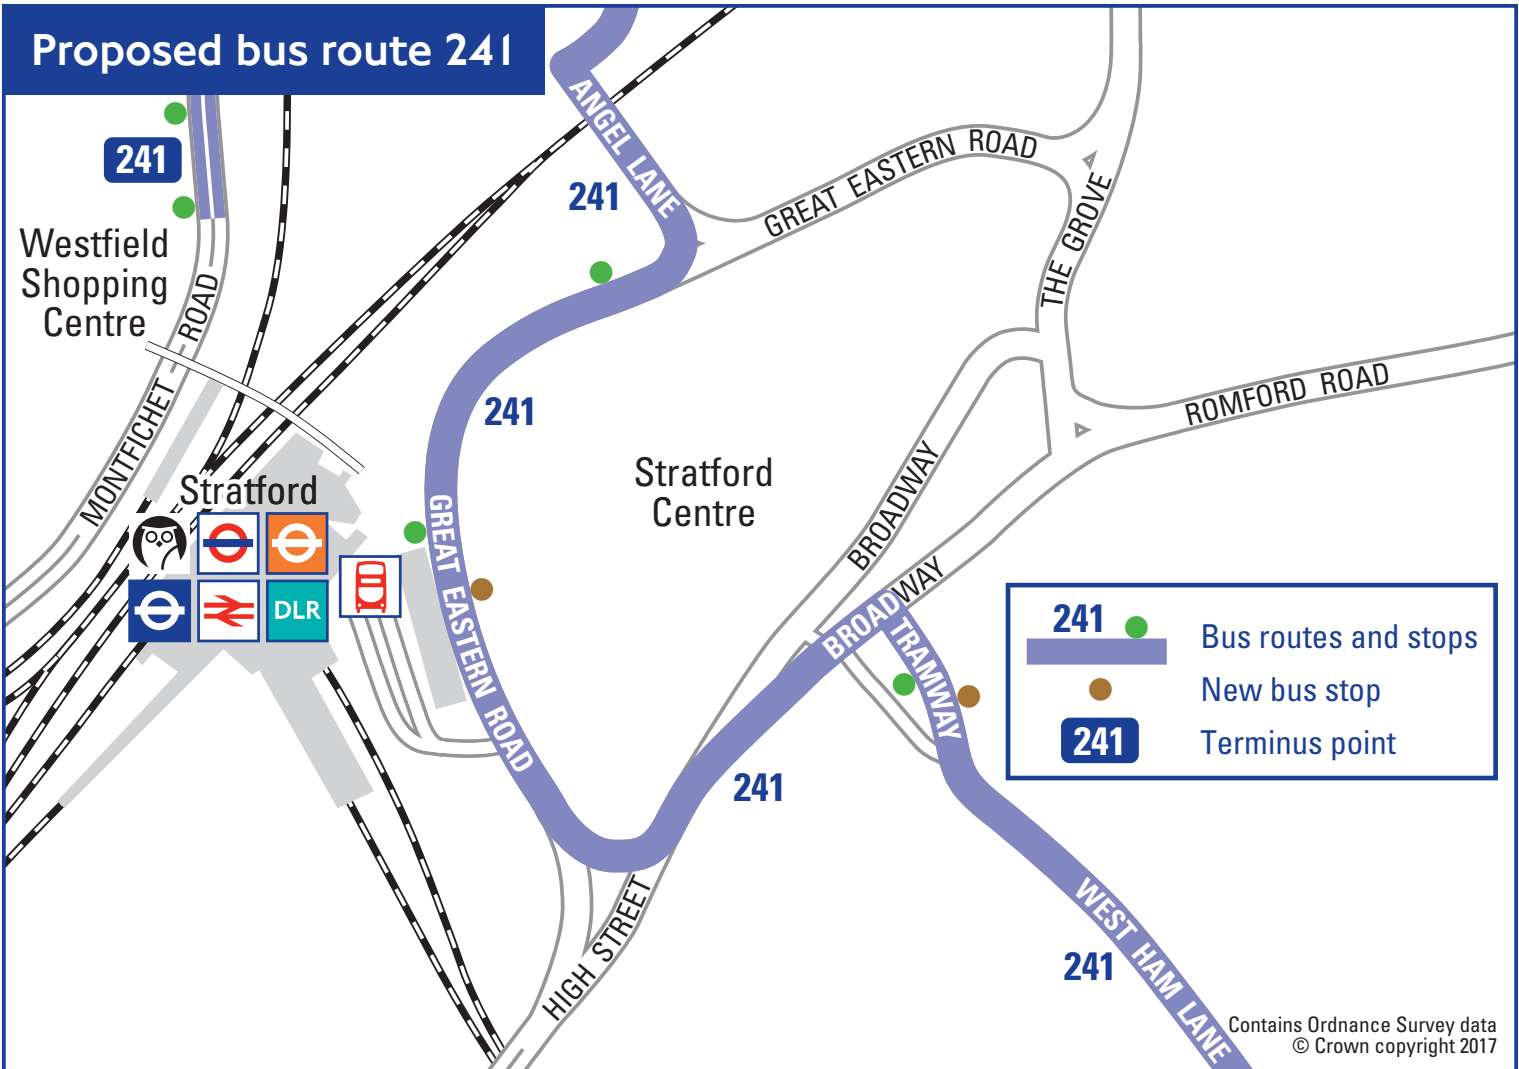 Proposed bus route 241
241
Westfield
Shopping
Centre
MONTFICHET ROAD
ANGEL LANE
241
GREAT EASTERN ROAD
THE GROVE
ROMFORD ROAD
241
Stratford
Centre
Stratford
DLR
GREAT EASTERN ROAD
BROADWAY
BROADWAY
TRAMWAY
241
HIGH STREET
241
WEST HAM LANE
241
Bus routes and stops
New bus stop
241
Terminus point
Contains Ordnance Survey data
© Crown copyright 2017